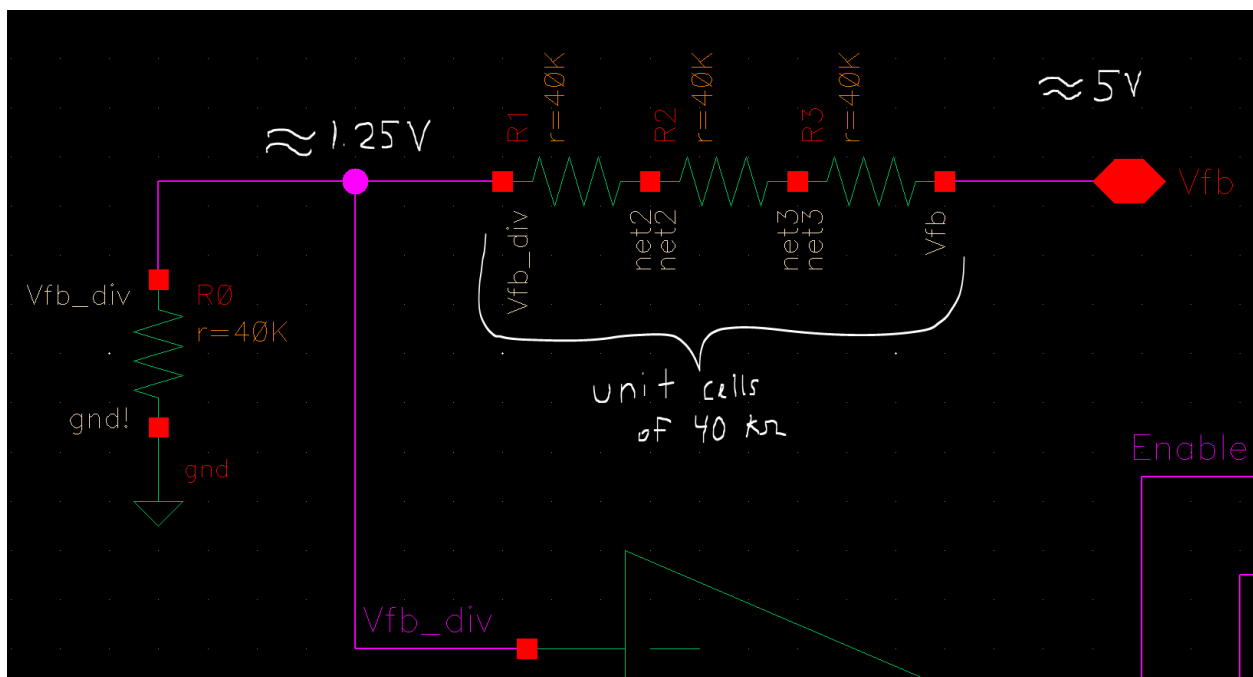 ≈ 5V
≈ 1.25V
R1
r=40K
R2
r=40K
R3
r=40K
Vfb
Vfb_div
net2
net2
net3
net3
Vfb
Vfb_div
R0
r=40K
gnd!
gnd
unit cells
of 40 kΩ
Enable
Vfb_div